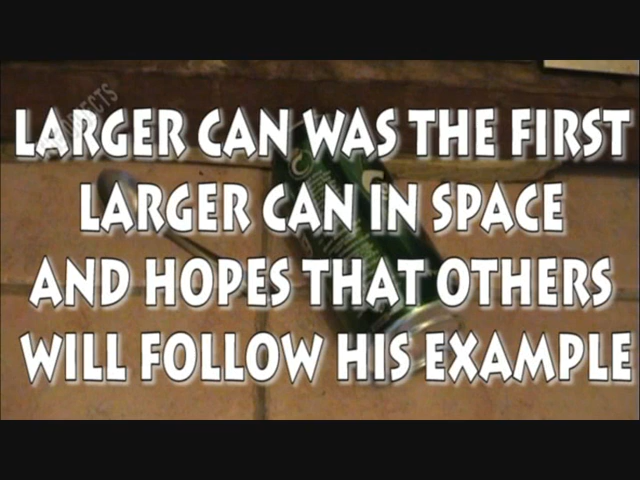 LARGER CAN WAS THE FIRST
LARGER CAN IN SPACE
AND HOPES THAT OTHERS
WILL FOLLOW HIS EXAMPLE